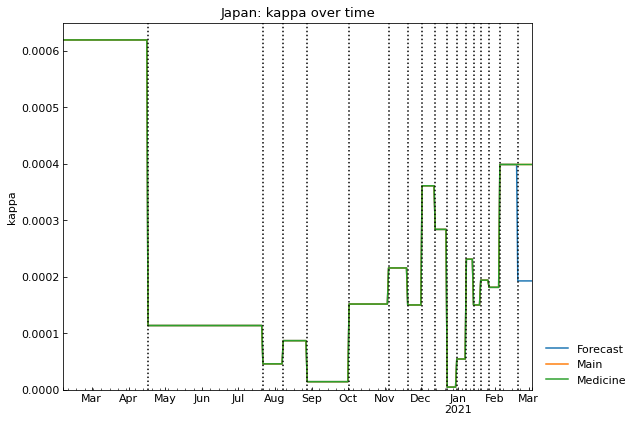 Japan: kappa over time
0.0006
0.0005
0.0004
0.0003
0.0002
0.0001
0.0000
kappa
Mar Apr May Jun Jul Aug Sep Oct Nov Dec Jan Feb Mar
2021
Forecast
Main
Medicine